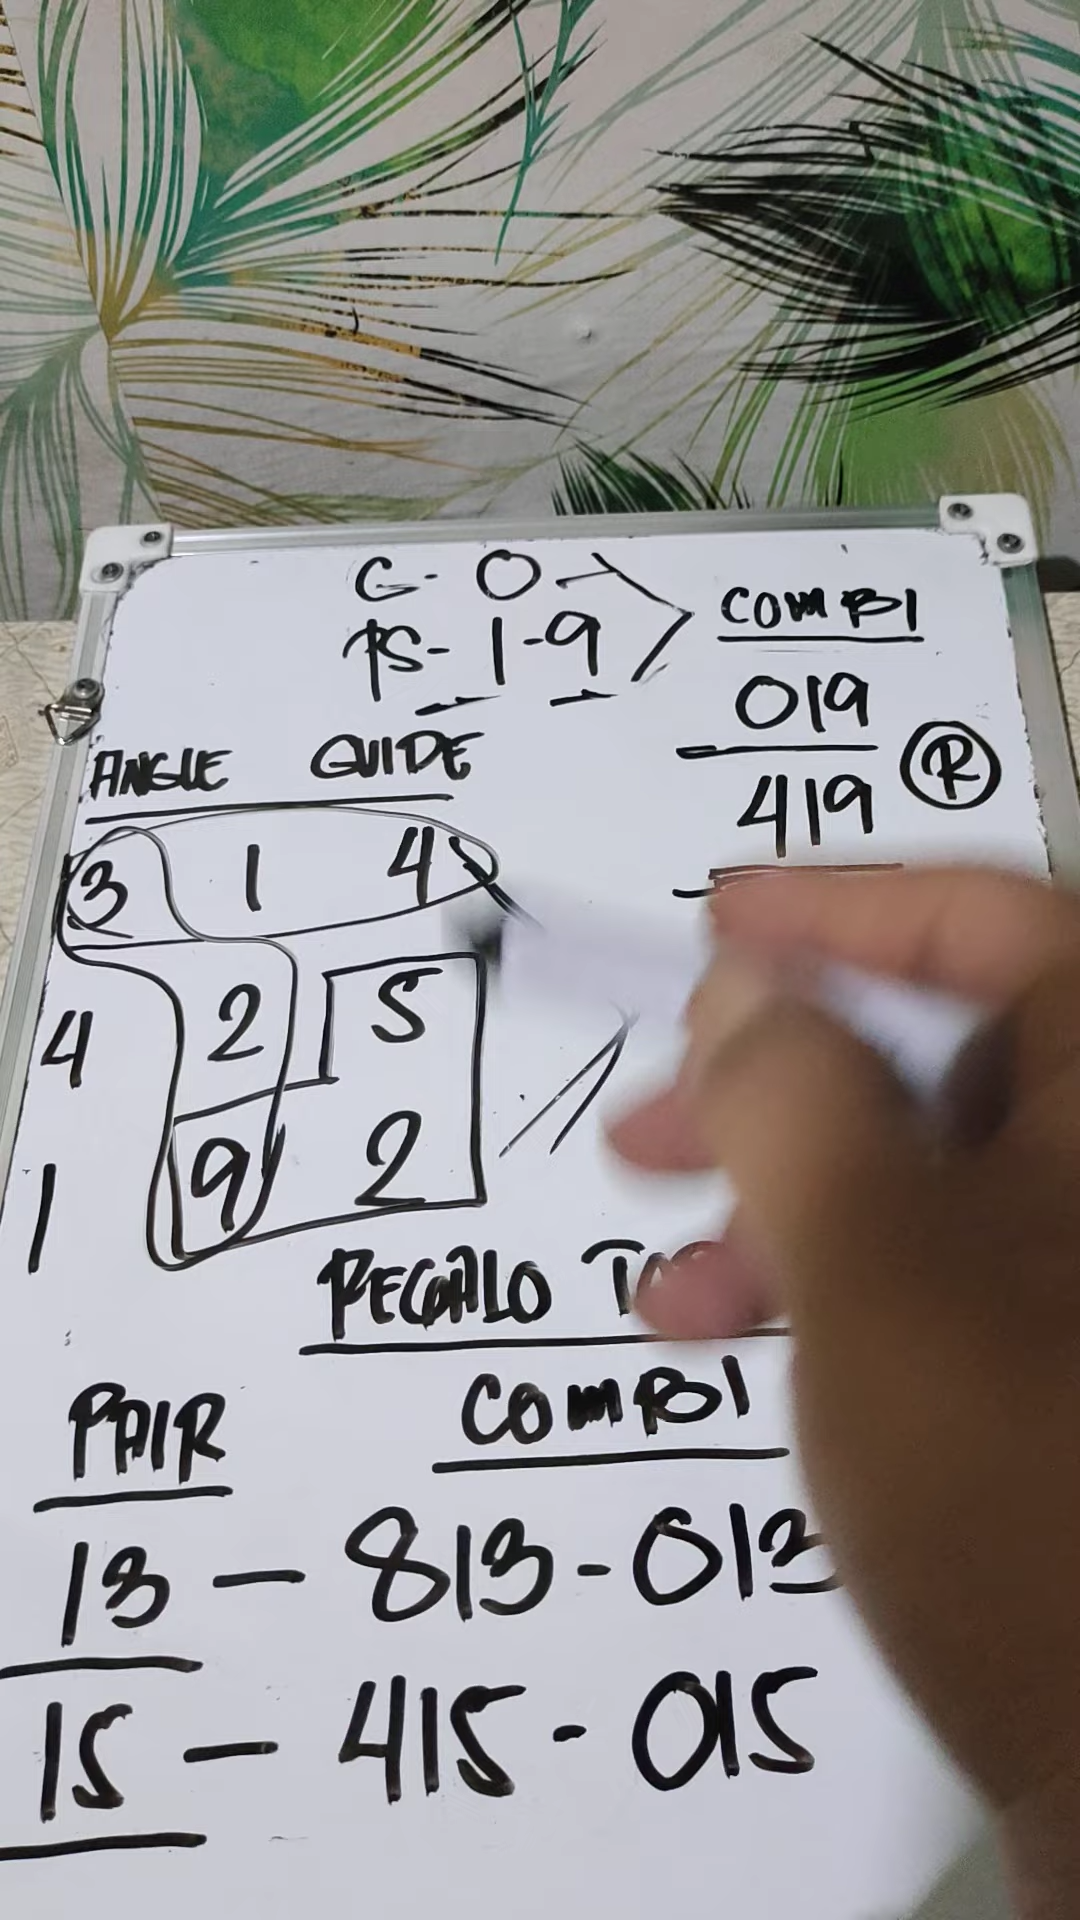 G - 0
PS - 1 - 9
COMBI
019
419
R
ANGLE GUIDE
3 1 4
4 2 5
1 9 2
REGALO
PAIR COMBI
13 - 813 - 013
15 - 415 - 015